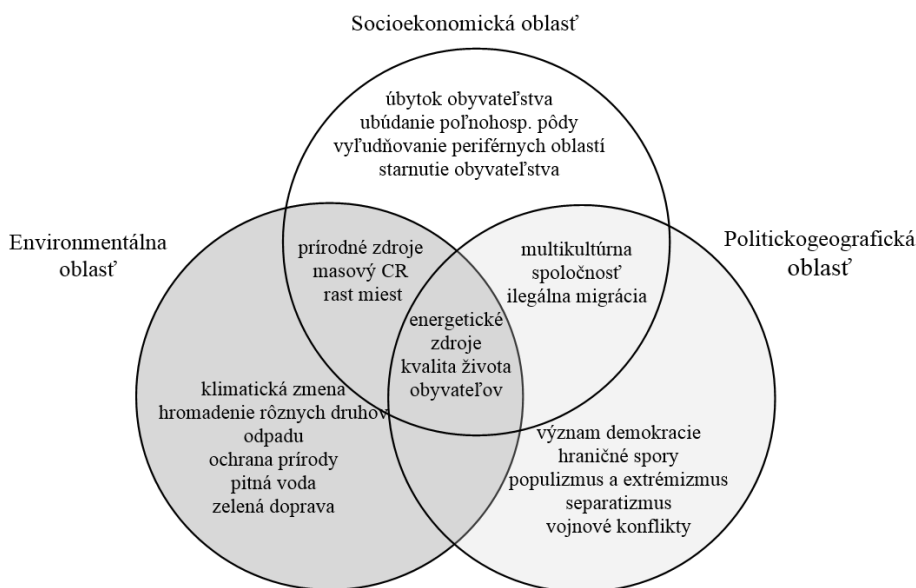 Socioekonomická oblasť
úbytok obyvateľstva
ubúdanie poľnohosp. pôdy
vyľudňovanie periférnych oblastí
starnutie obyvateľstva
Environmentálna
oblasť
prírodné zdroje
masový CR
rast miest
multikultúrna
spoločnosť
ilegálna migrácia
Politickogeografická
oblasť
energetické
zdroje
kvalita života
obyvateľov
klimatická zmena
hromadenie rôznych druhov
odpadu
ochrana prírody
pitná voda
zelená doprava
význam demokracie
hraničné spory
populizmus a extrémizmus
separatizmus
vojnové konflikty